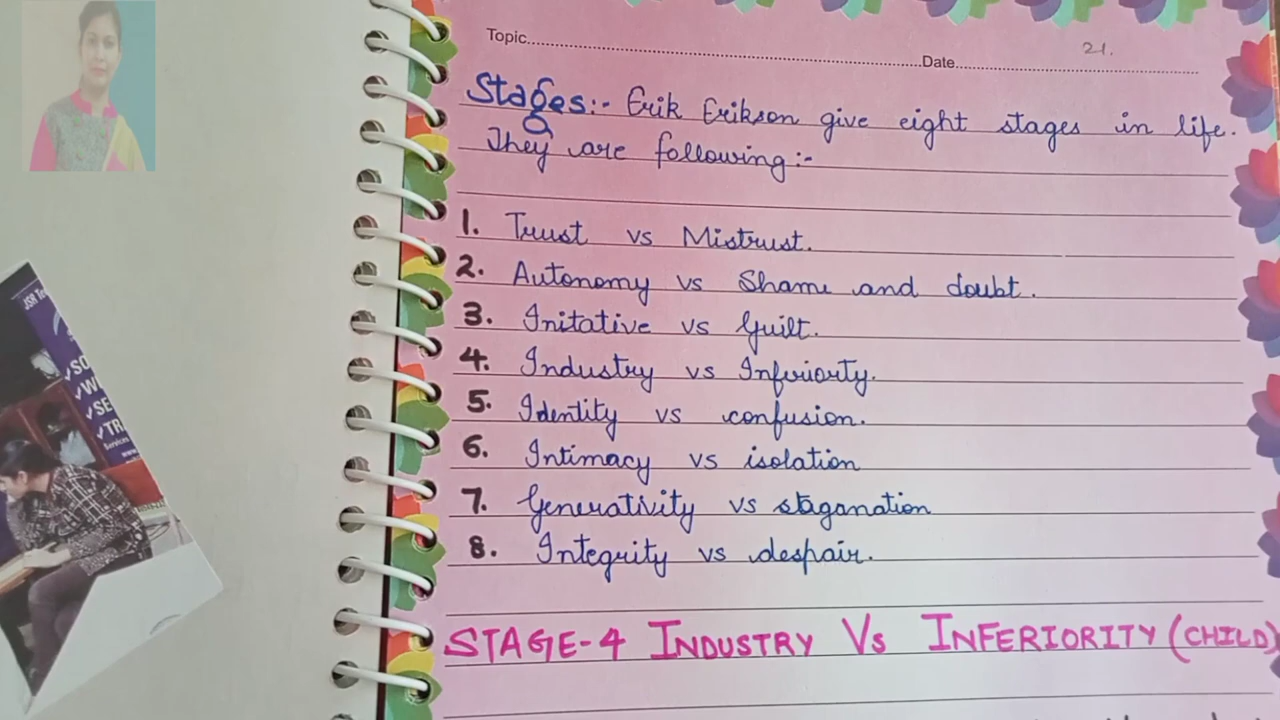 Topic............Date............
21.
Stages:- Erik Erikson give eight stages in life.
They are following:-
1. Trust vs Mistrust.
2. Autonomy vs Shame and doubt.
3. Initative vs Guilt.
4. Industry vs Inferiorty.
5. Identity vs confusion.
6. Intimacy vs isolation
7. Generativity vs staganation
8. Integrity vs despair.
STAGE-4 INDUSTRY VS INFERIORITY (CHILD)